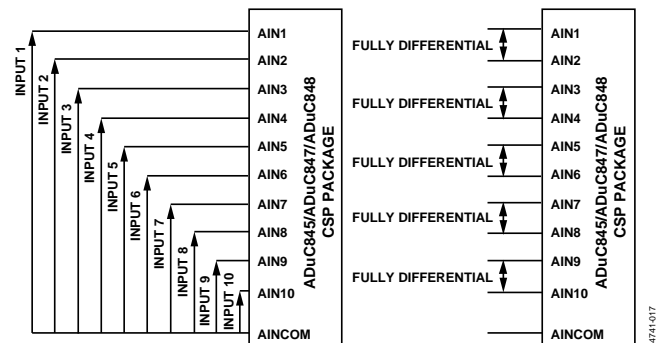 INPUT 1
INPUT 2
INPUT 3
INPUT 4
INPUT 5
INPUT 6
INPUT 7
INPUT 8
INPUT 9
INPUT 10
AIN1
AIN2
AIN3
AIN4
AIN5
AIN6
AIN7
AIN8
AIN9
AIN10
AINCOM
ADuC845/ADuC847/ADuC848
CSP PACKAGE
FULLY DIFFERENTIAL
FULLY DIFFERENTIAL
FULLY DIFFERENTIAL
FULLY DIFFERENTIAL
FULLY DIFFERENTIAL
AIN1
AIN2
AIN3
AIN4
AIN5
AIN6
AIN7
AIN8
AIN9
AIN10
AINCOM
ADuC845/ADuC847/ADuC848
CSP PACKAGE
4741-017